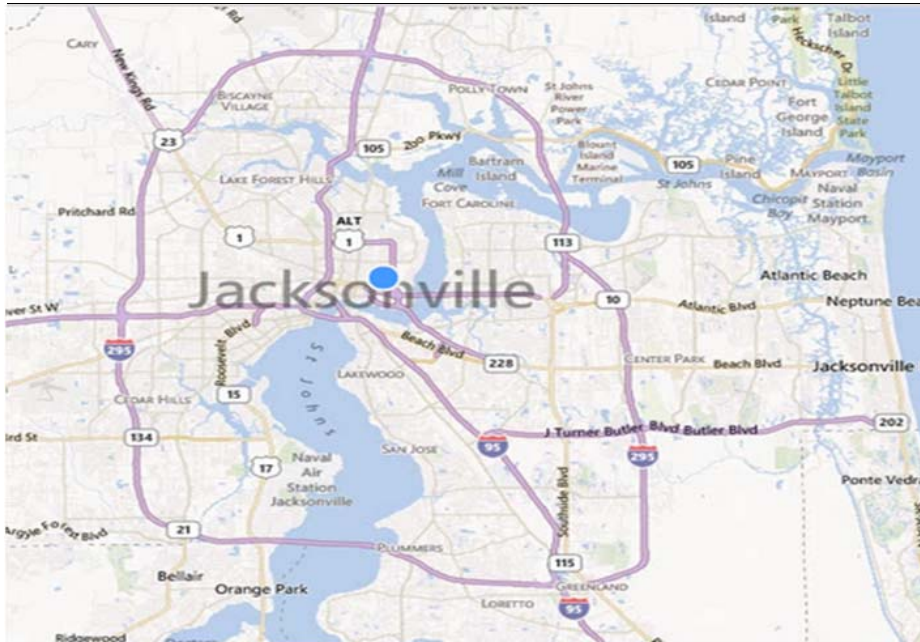 Island
Park
Talbot
Island
CARY
New Kings Rd
Heckscher Dr
BISCAYNE
VILLAGE
POLLY TOWN
St Johns
River
Power
Park
CEDAR POINT
Little
Talbot
Island
State
Park
Fort
George
Island
23
105
Pkwy
LAKE FOREST HILLS
Mill
Cove
Bartram
Island
Blount
Island
Marine
Terminal
105
St Johns
Pine
Island
MAYPORT
Mayport
Basin
Naval
Station
Mayport
FORT CAROLINE
Chicopit
Bay
Pritchard Rd
ALT
1
1
113
Jacksonville
Atlantic Beach
10
Atlantic Blvd
Neptune Be
ver St W
295
Roosevelt Blvd
Beach Blvd
228
CENTER PARK
Beach Blvd
Jacksonville
St Johns
LAKEWOOD
15
CEDAR HILLS
134
3rd St
17
Naval
Air
Station
Jacksonville
SAN JOSE
95
J Turner Butler Blvd
Butler Blvd
202
295
Southside Blvd
Ponte Vedra
Argyle Forest Blvd
21
PLUMMERS
115
Bellair
Orange Park
GREENLAND
LORETTO
95
Ridgewood